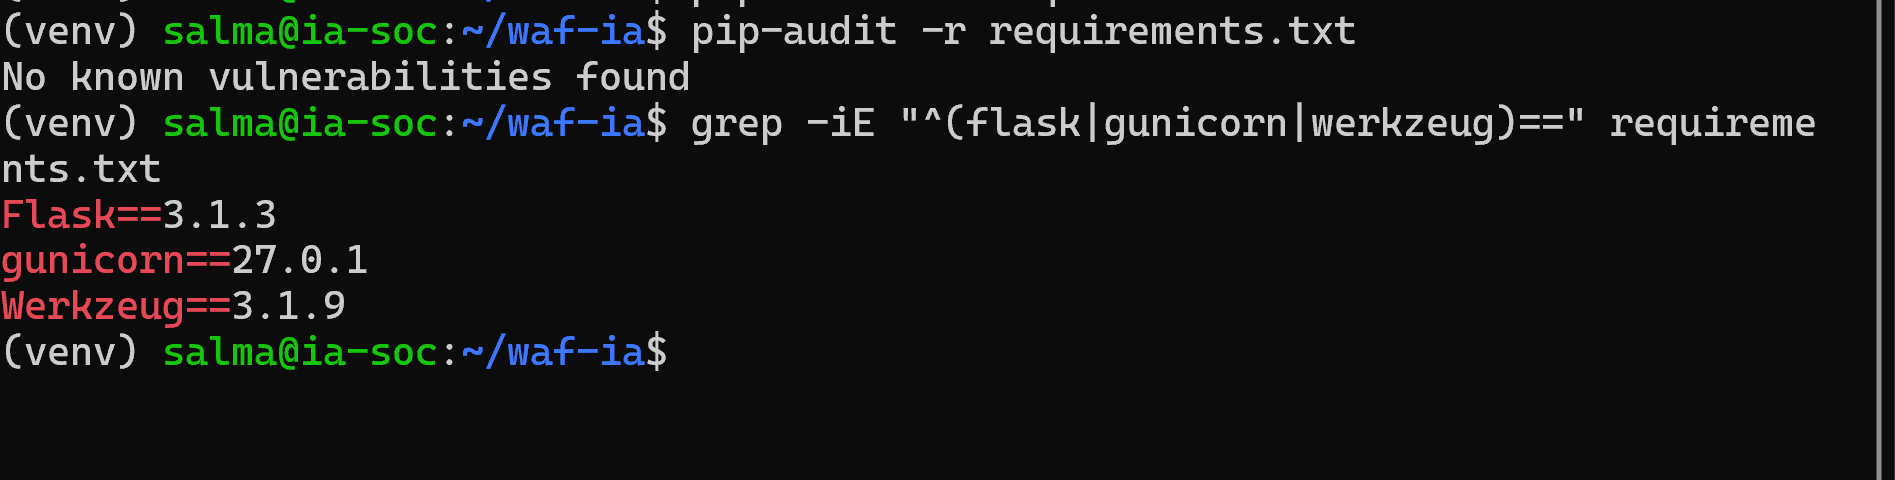 (venv) salma@ia-soc:~/waf-ia$ pip-audit -r requirements.txt
No known vulnerabilities found
(venv) salma@ia-soc:~/waf-ia$ grep -iE "^(flask|gunicorn|werkzeug)==" requireme
nts.txt
Flask==3.1.3
gunicorn==27.0.1
Werkzeug==3.1.9
(venv) salma@ia-soc:~/waf-ia$